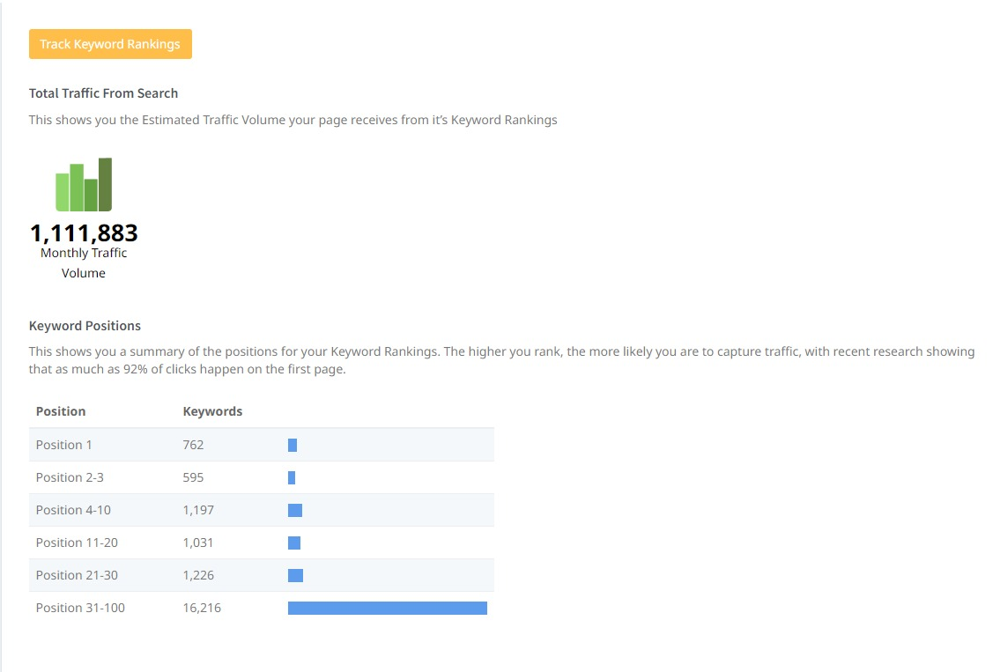 Track Keyword Rankings
Total Traffic From Search
This shows you the Estimated Traffic Volume your page receives from it's Keyword Rankings
1,111,883
Monthly Traffic
Volume
Keyword Positions
This shows you a summary of the positions for your Keyword Rankings. The higher you rank, the more likely you are to capture traffic, with recent research showing
that as much as 92% of clicks happen on the first page.
Position Keywords
Position 1 762
Position 2-3 595
Position 4-10 1,197
Position 11-20 1,031
Position 21-30 1,226
Position 31-100 16,216